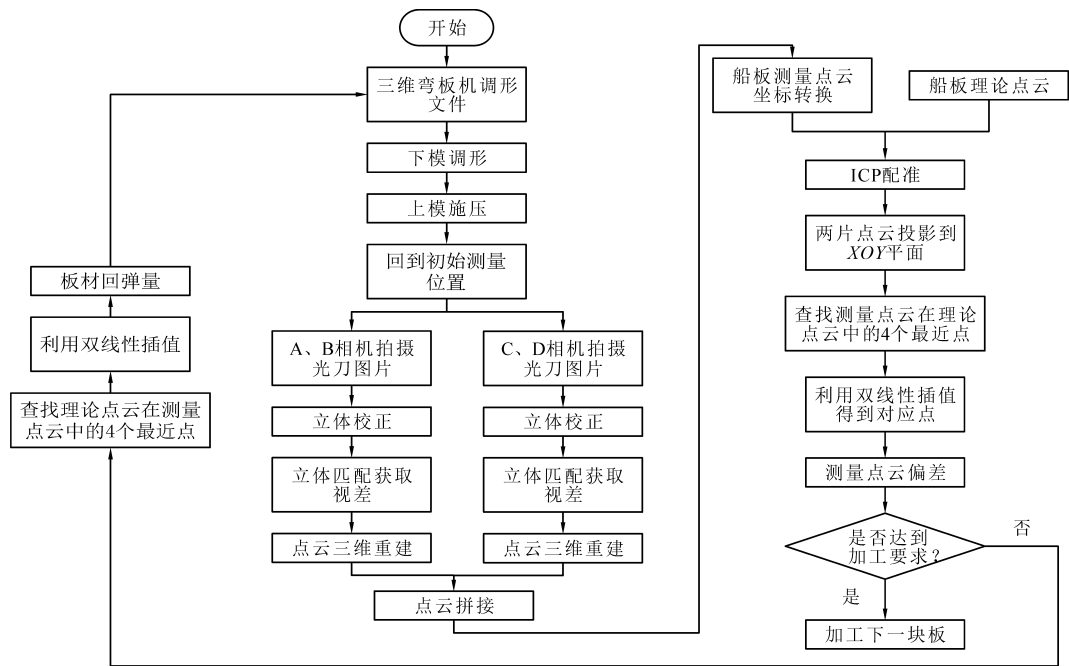 开始
三维弯板机调形
文件
下模调形
上模施压
回到初始测量
位置
A、B相机拍摄
光刀图片
立体校正
立体匹配获取
视差
点云三维重建
C、D相机拍摄
光刀图片
立体校正
立体匹配获取
视差
点云三维重建
点云拼接
船板测量点云
坐标转换
船板理论点云
ICP配准
两片点云投影到
XOY平面
查找测量点云在理论
点云中的4个最近点
利用双线性插值
得到对应点
测量点云偏差
是否达到
加工要求?
否
是
加工下一块板
查找理论点云在测量
点云中的4个最近点
利用双线性插值
板材回弹量